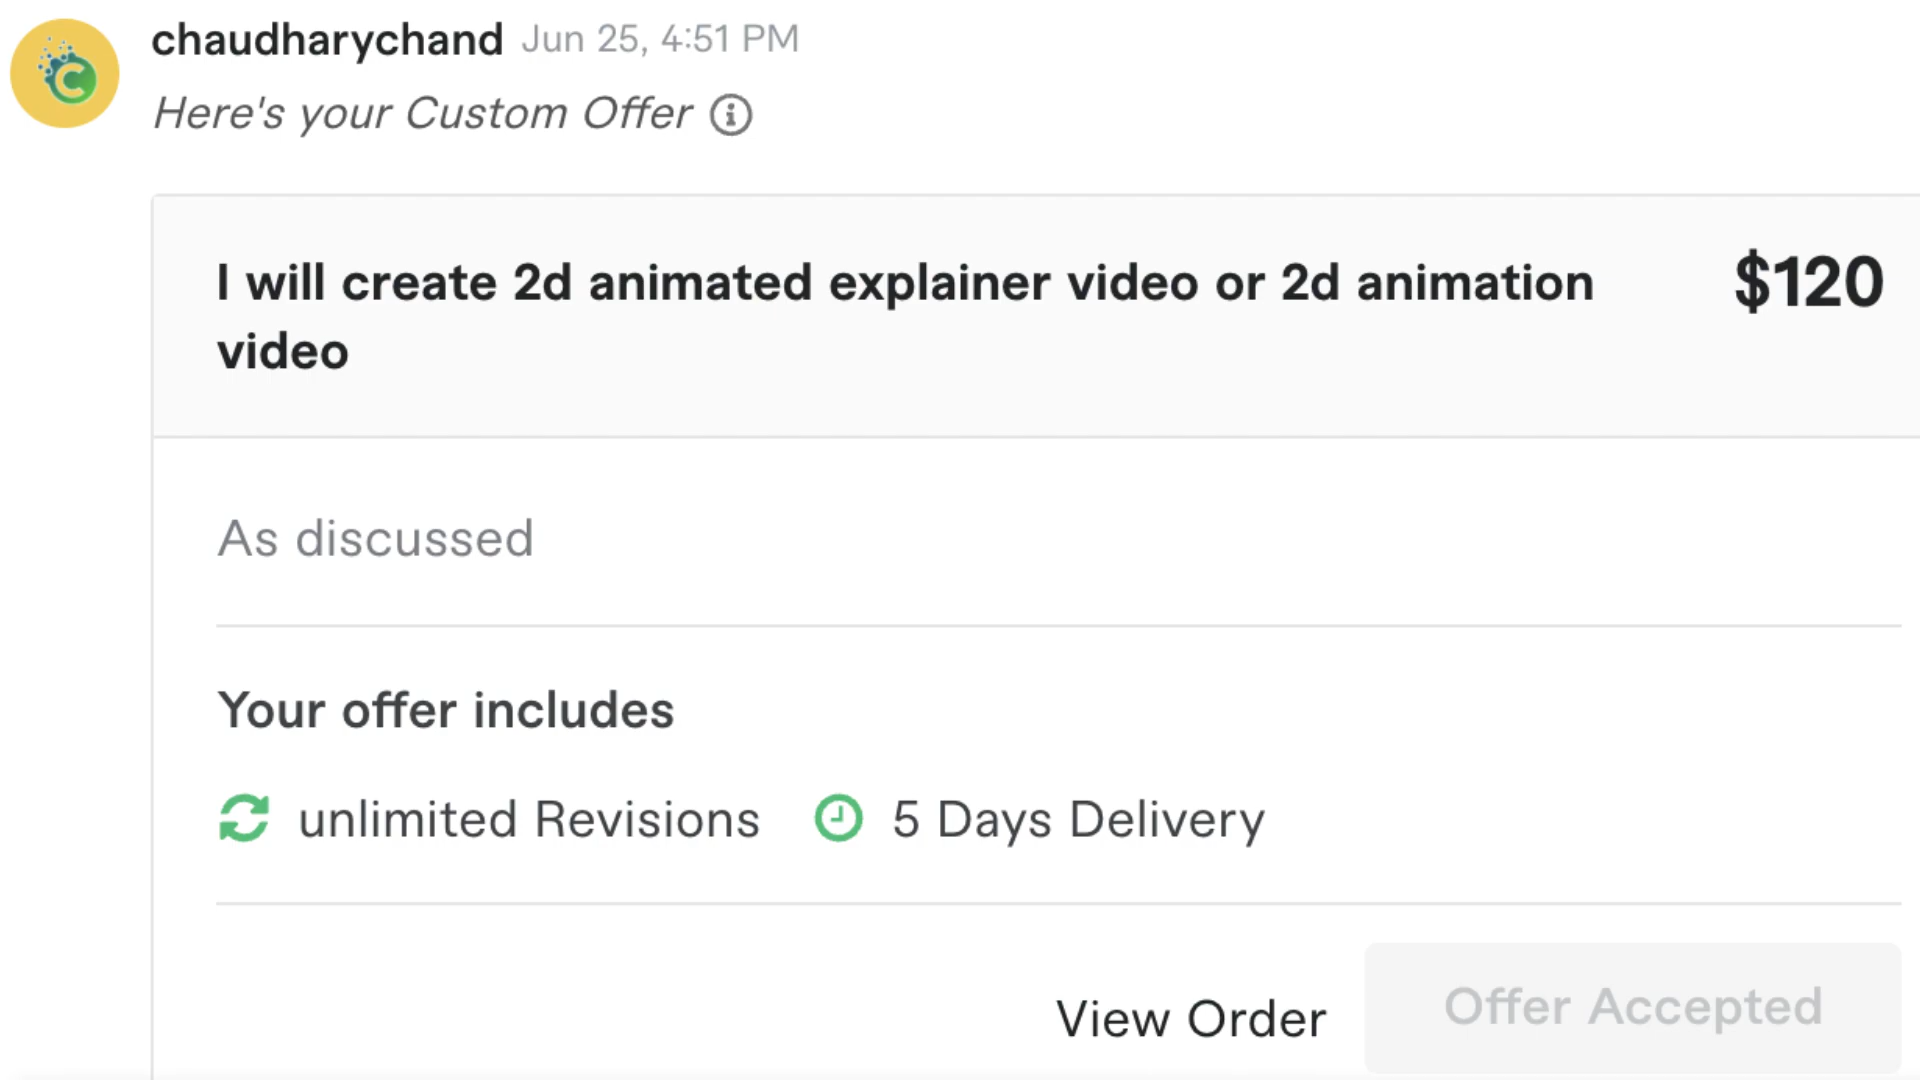 chaudharychand Jun 25, 4:51 PM
Here's your Custom Offer
I will create 2d animated explainer video or 2d animation
video
$120
As discussed
Your offer includes
unlimited Revisions 5 Days Delivery
View Order Offer Accepted